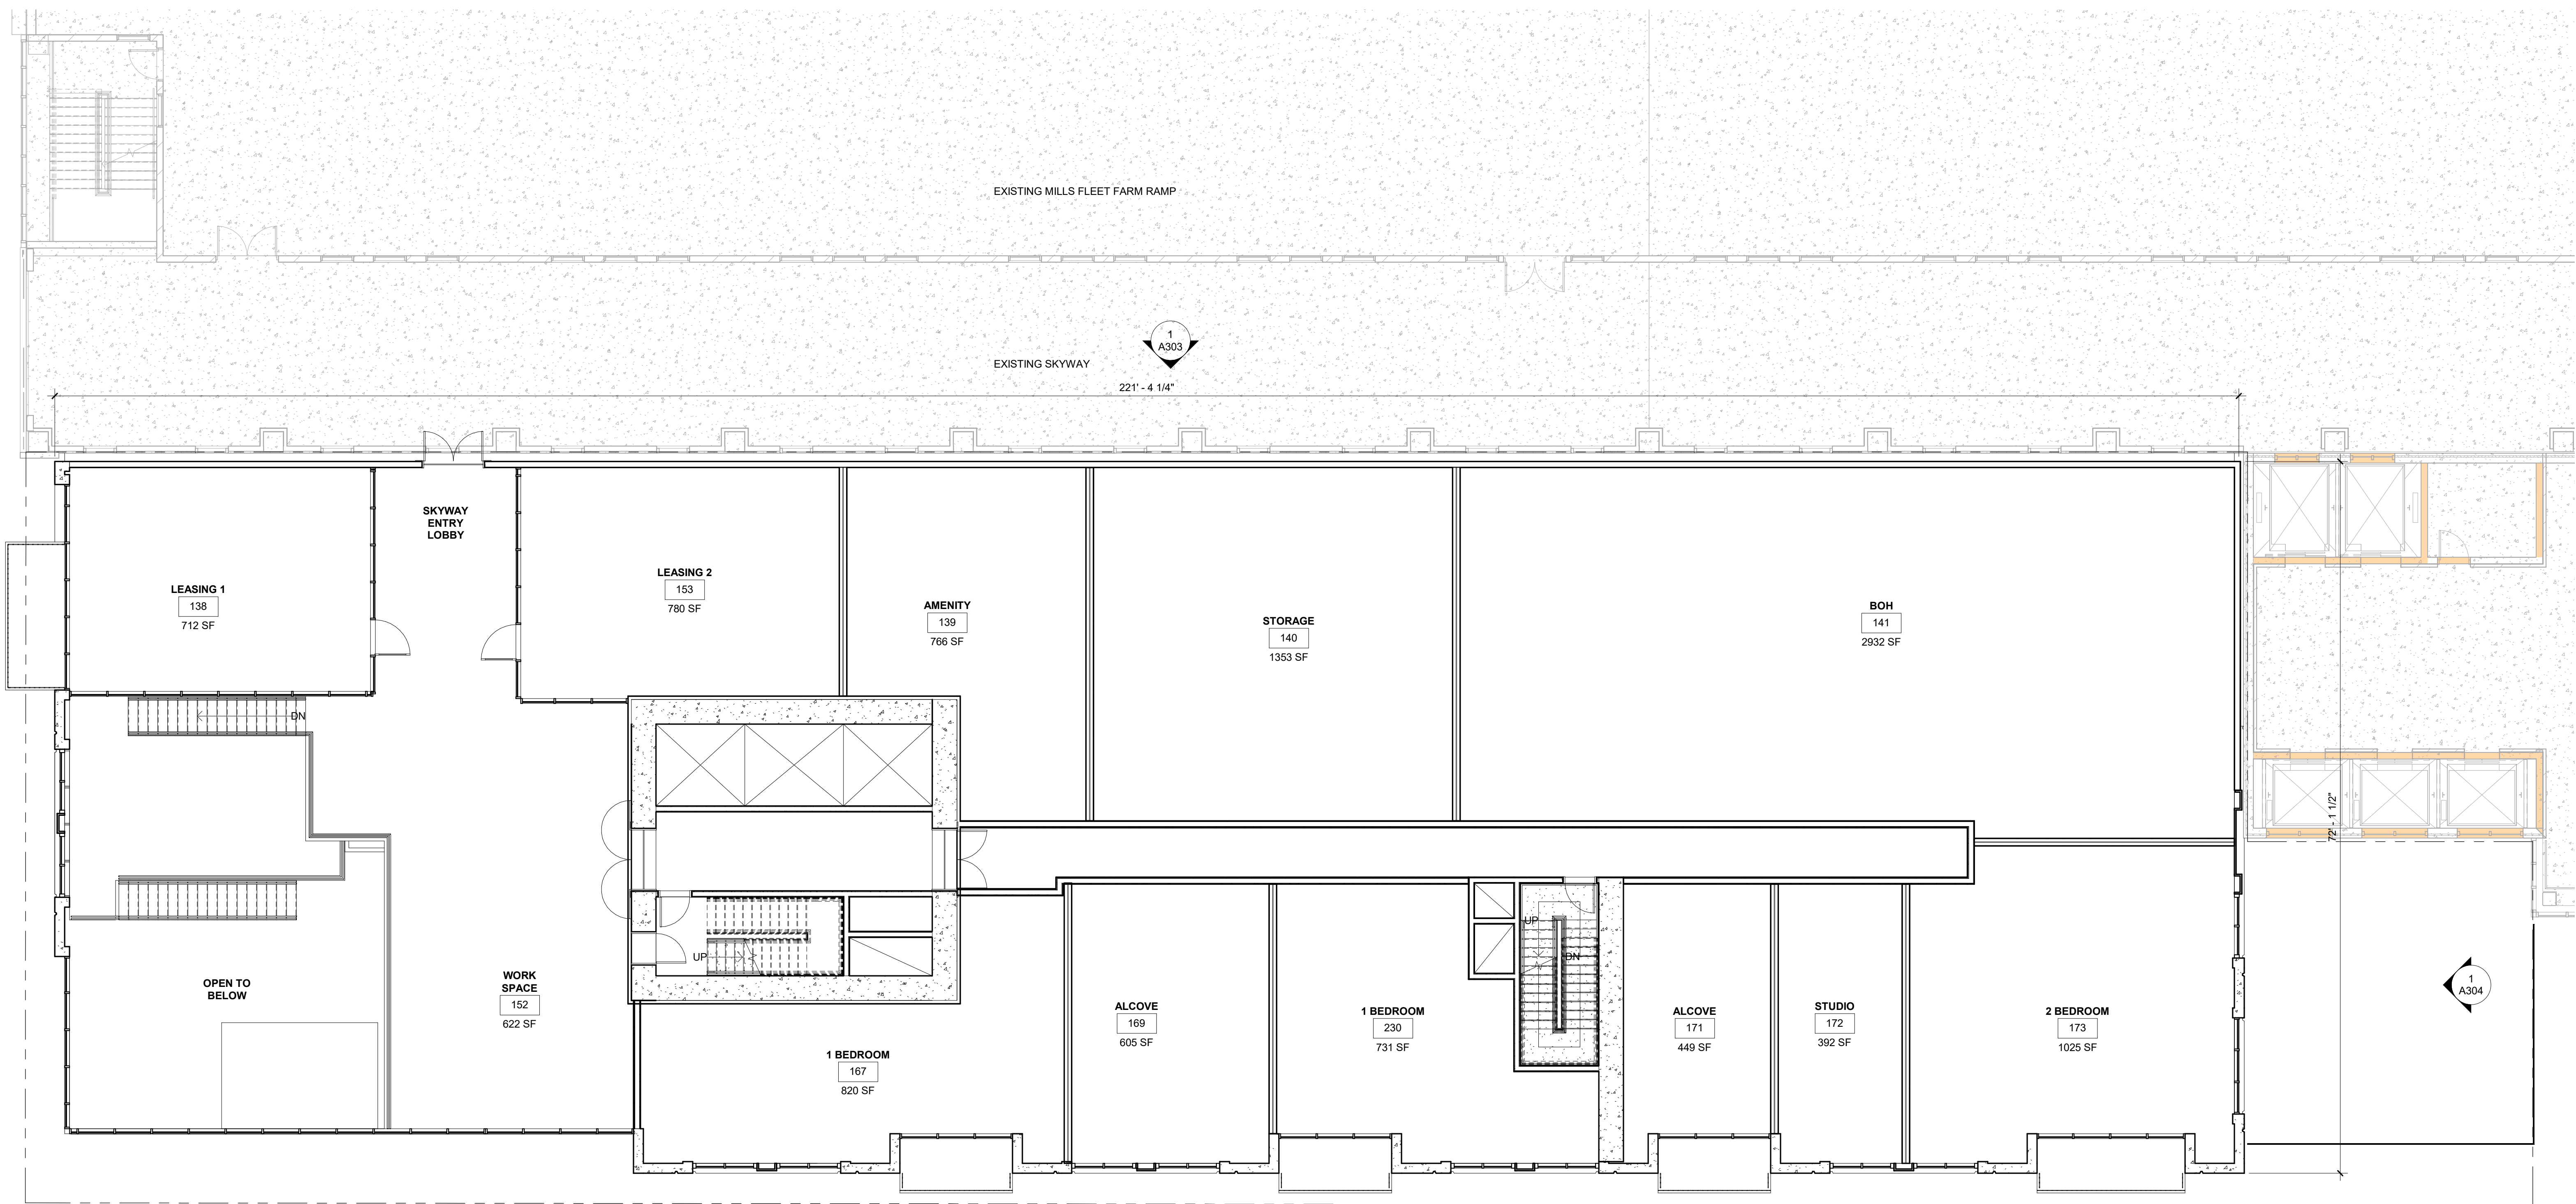 EXISTING MILLS FLEET FARM RAMP
1
A303
EXISTING SKYWAY
221' - 4 1/4"
SKYWAY
ENTRY
LOBBY
LEASING 1
138
712 SF
LEASING 2
153
780 SF
AMENITY
139
766 SF
STORAGE
140
1353 SF
BOH
141
2932 SF
DN
72' - 1 1/2"
UP
UP
DN
OPEN TO
BELOW
WORK
SPACE
152
622 SF
1 BEDROOM
167
820 SF
ALCOVE
169
605 SF
1 BEDROOM
230
731 SF
ALCOVE
171
449 SF
STUDIO
172
392 SF
2 BEDROOM
173
1025 SF
1
A304